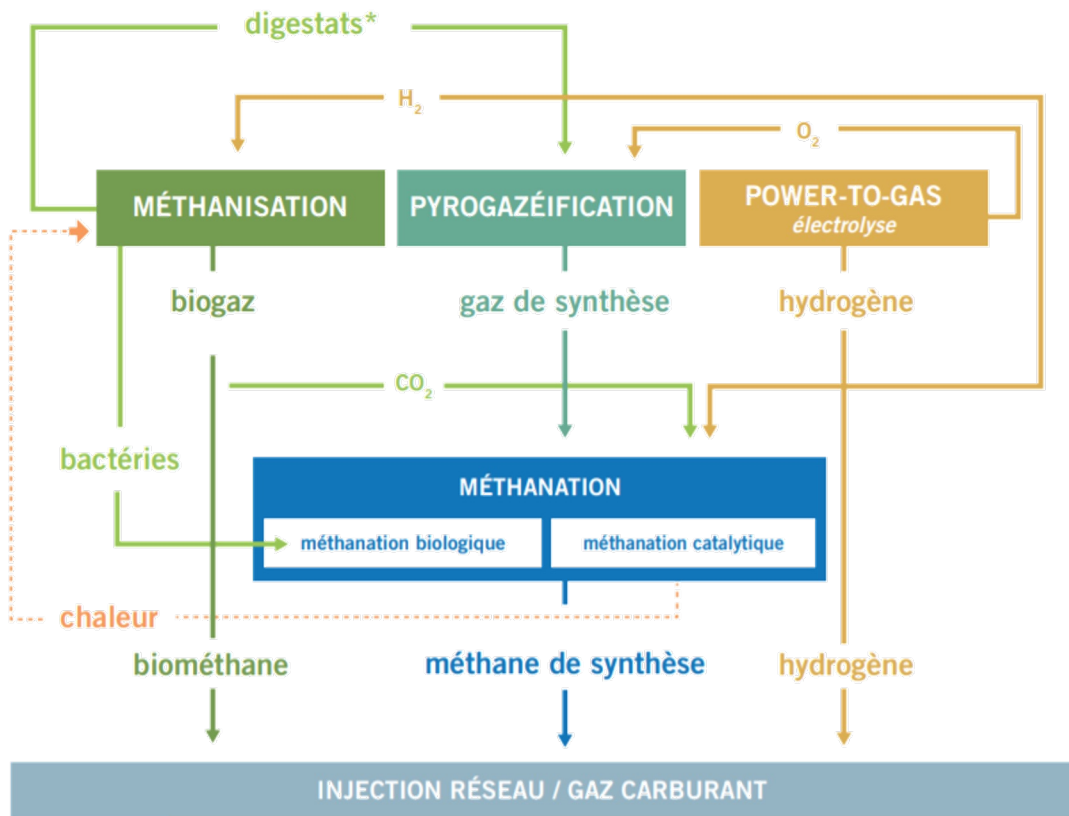 digestats*
H₂
O₂
MÉTHANISATION
PYROGAZÉIFICATION
POWER-TO-GAS
électrolyse
biogaz
gaz de synthèse
hydrogène
CO₂
bactéries
MÉTHANATION
méthanation biologique
méthanation catalytique
chaleur
biométhane
méthane de synthèse
hydrogène
INJECTION RÉSEAU / GAZ CARBURANT